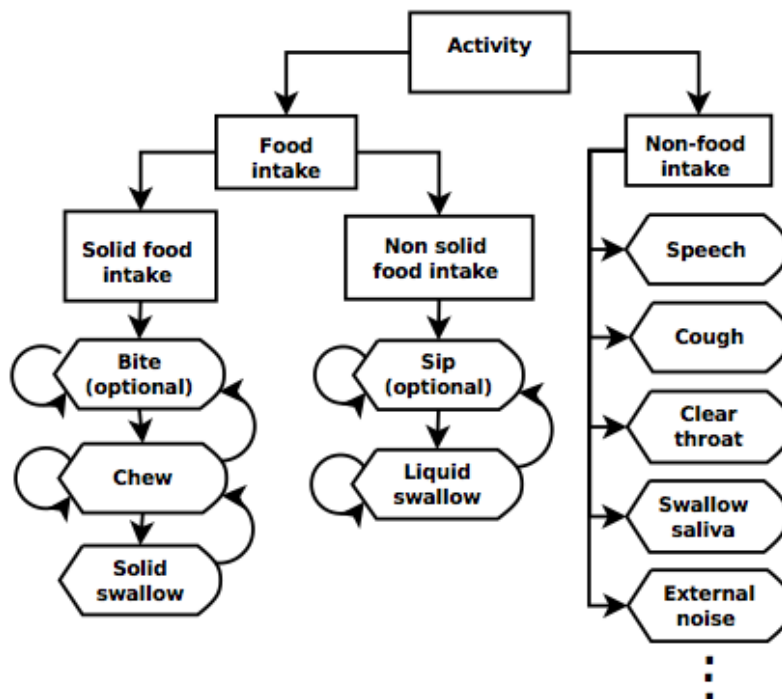 Activity
Food
intake
Non-food
intake
Solid food
intake
Non solid
food intake
Speech
Bite
(optional)
Sip
(optional)
Cough
Chew
Liquid
swallow
Clear
throat
Solid
swallow
Swallow
saliva
External
noise